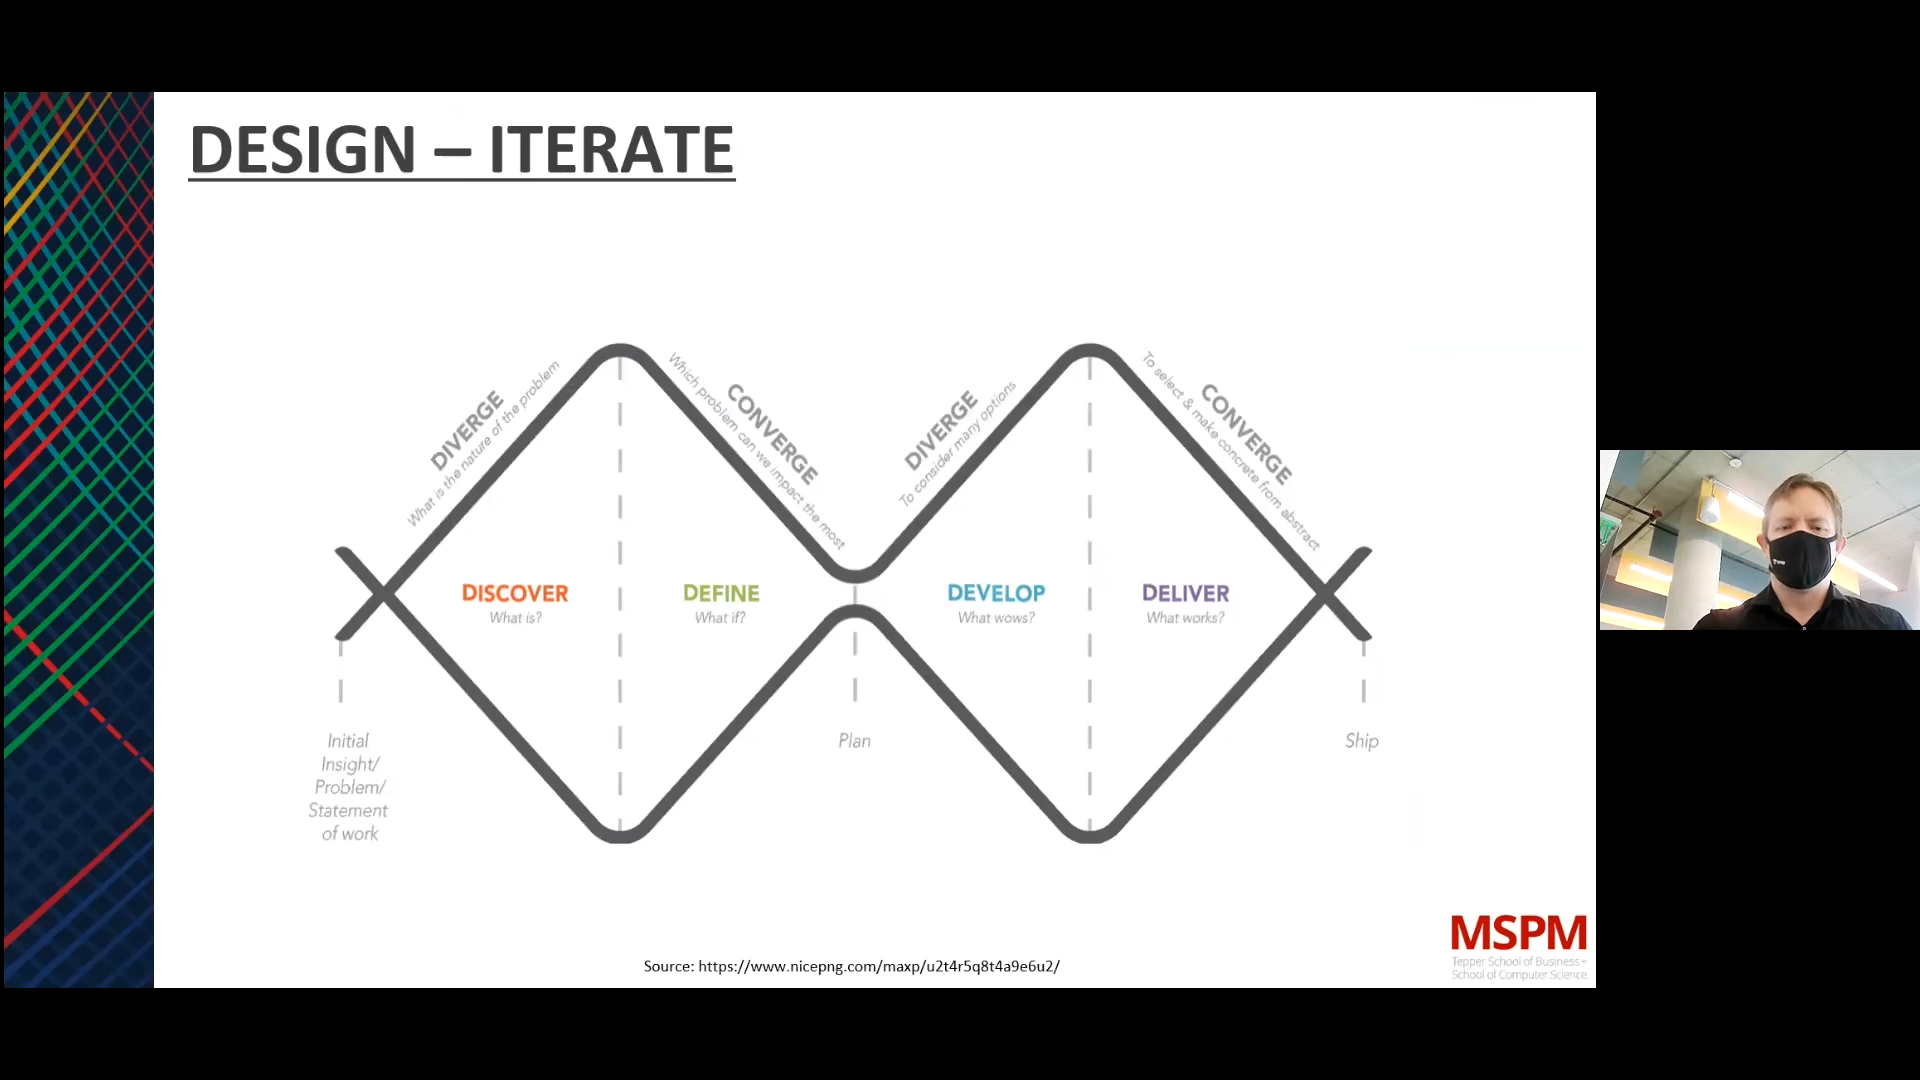 DESIGN – ITERATE
DIVERGE
What is the nature of the problem
CONVERGE
Which problem can we impact the most
DIVERGE
To consider many options
CONVERGE
To select & make concrete from abstract
DISCOVER
What is?
DEFINE
What if?
DEVELOP
What wows?
DELIVER
What works?
Initial
Insight/
Problem/
Statement
of work
Plan
Ship
Source: https://www.nicepng.com/maxp/u2t4r5q8t4a9e6u2/
MSPM
Tepper School of Business +
School of Computer Science